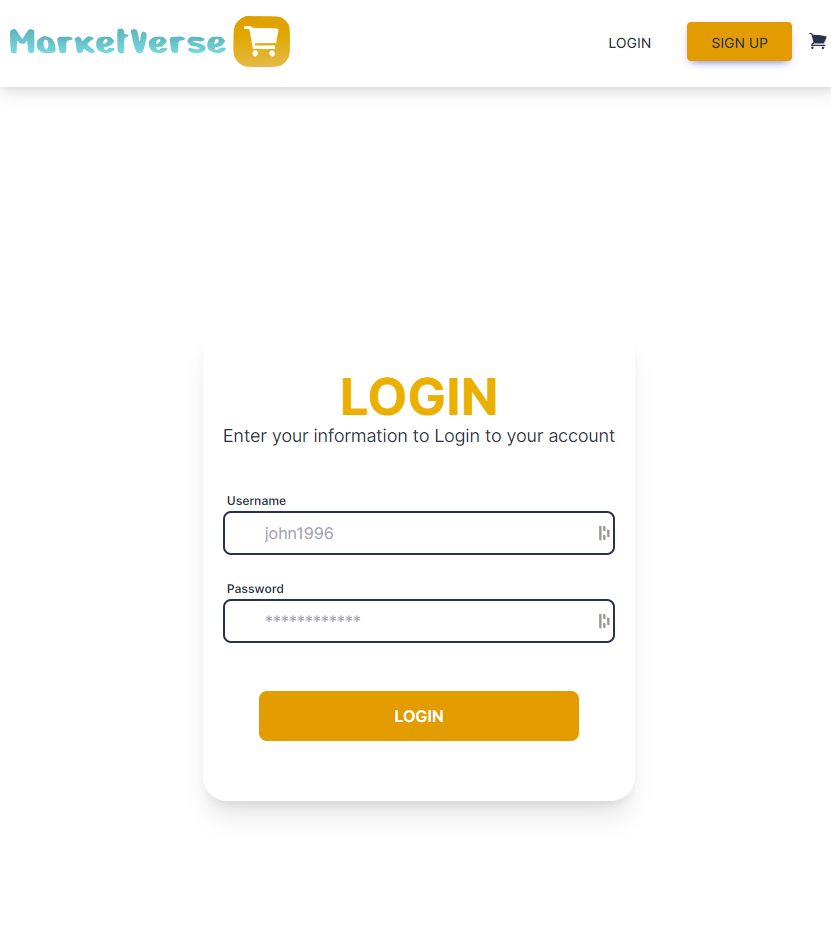 MarketVerse
LOGIN
SIGN UP
LOGIN
Enter your information to Login to your account
Username
john1996
Password
************
LOGIN